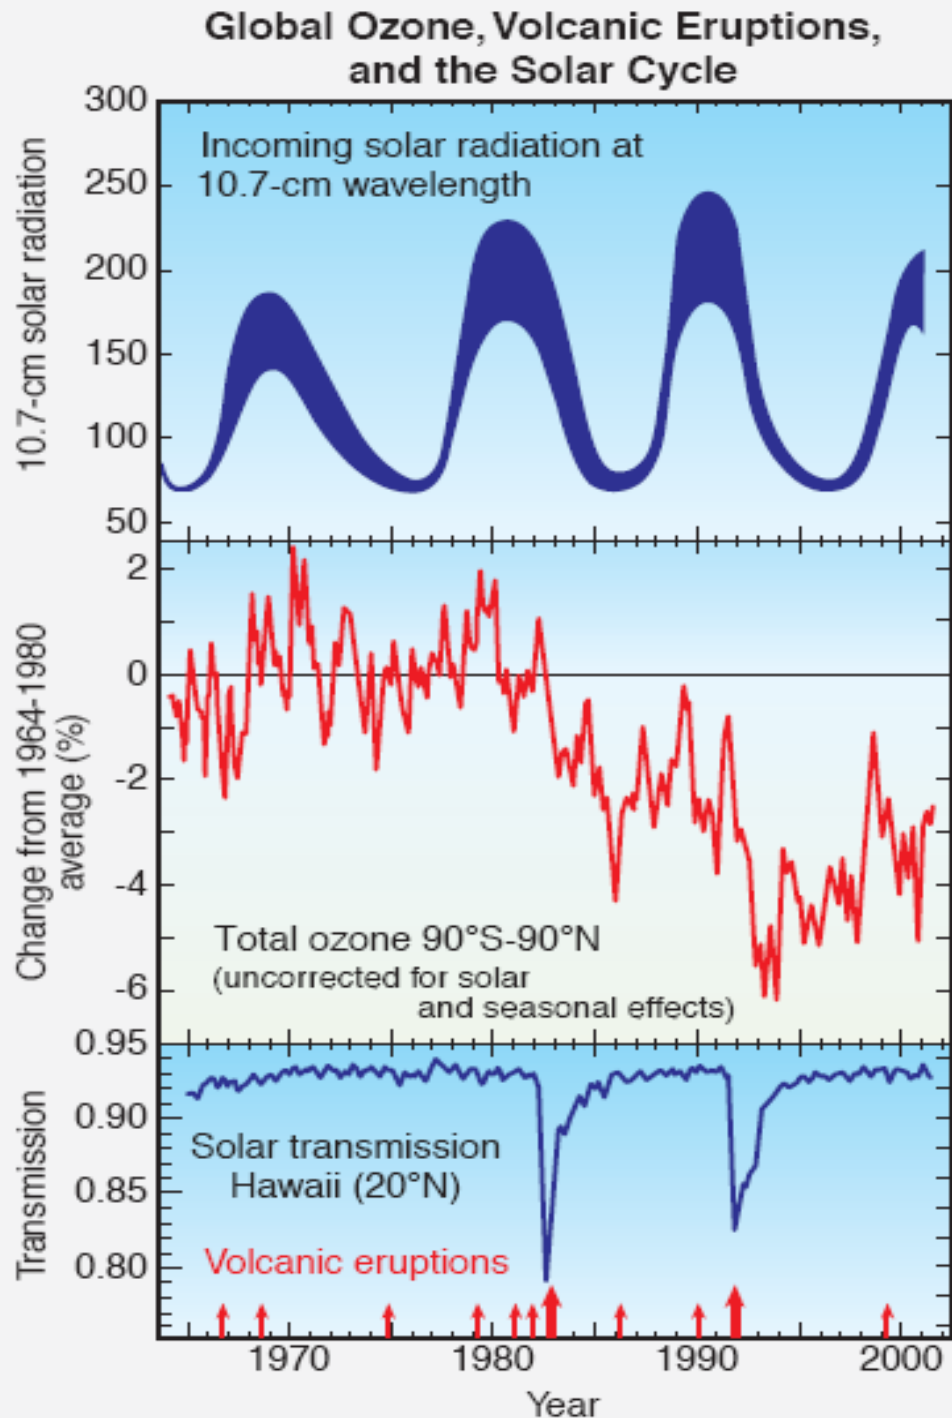 Global Ozone, Volcanic Eruptions,
and the Solar Cycle
10.7-cm solar radiation
300
250
200
150
100
50
Incoming solar radiation at
10.7-cm wavelength
Change from 1964-1980
average (%)
2
0
-2
-4
-6
Total ozone 90°S-90°N
(uncorrected for solar
and seasonal effects)
Transmission
0.95
0.90
0.85
0.80
Solar transmission
Hawaii (20°N)
Volcanic eruptions
1970 1980 1990 2000
Year